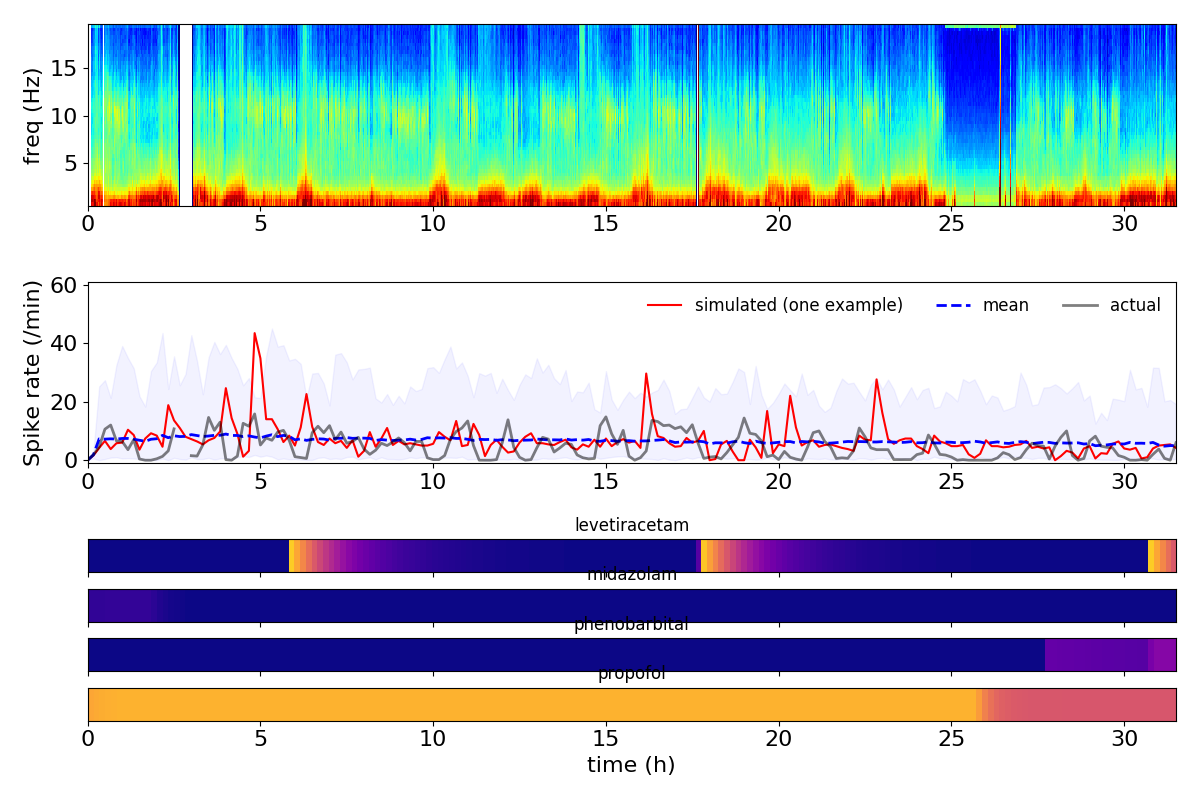 freq (Hz)
15
10
5
0 5 10 15 20 25 30
Spike rate (/min)
60
40
20
0
simulated (one example) mean actual
0 5 10 15 20 25 30
levetiracetam
midazolam
phenobarbital
propofol
0 5 10 15 20 25 30
time (h)